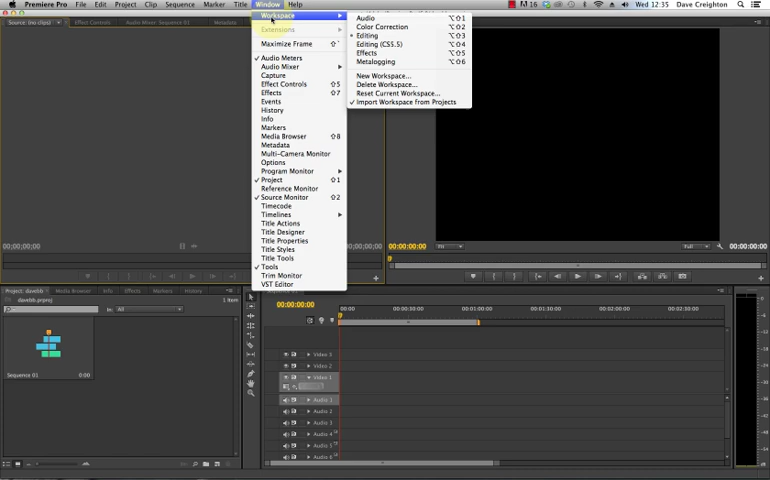 Premiere Pro File Edit Project Clip Sequence Marker Title Window Help 16 Wed 12:35 Dave Creighton
Source: (no clips) Effect Controls Audio Mixer: Sequence 01 Metadata
Workspace
Extensions
Maximize Frame ⇧`
✓ Audio Meters
Audio Mixer
Capture
Effect Controls ⇧5
Effects ⇧7
Events
History
Info
Markers
Media Browser ⇧8
Metadata
Multi-Camera Monitor
Options
Program Monitor
✓ Project ⇧1
Reference Monitor
✓ Source Monitor ⇧2
Timecode
Timelines
Title Actions
Title Designer
Title Properties
Title Styles
Title Tools
✓ Tools
Trim Monitor
VST Editor
Audio ⌥⇧1
Color Correction ⌥⇧2
Editing ⌥⇧3
Editing (CS5.5) ⌥⇧4
Effects ⌥⇧5
Metalogging ⌥⇧6
New Workspace...
Delete Workspace...
Reset Current Workspace...
✓ Import Workspace from Projects
00;00;00;00
00;00;00;00
00:00:00:00 Fit Full 00:00:00:00
Project: davebb Media Browser Info Effects Markers History
davebb.prproj 1 Item
In: All
Sequence 01 0:00
00:00:00:00
00:00 00:00:30:00 00:01:00:00 00:01:30:00 00:02:00:00 00:02:30:00
Video 3
Video 2
Video 1
Audio 1
Audio 2
Audio 3
Audio 4
Audio 5
Audio 6